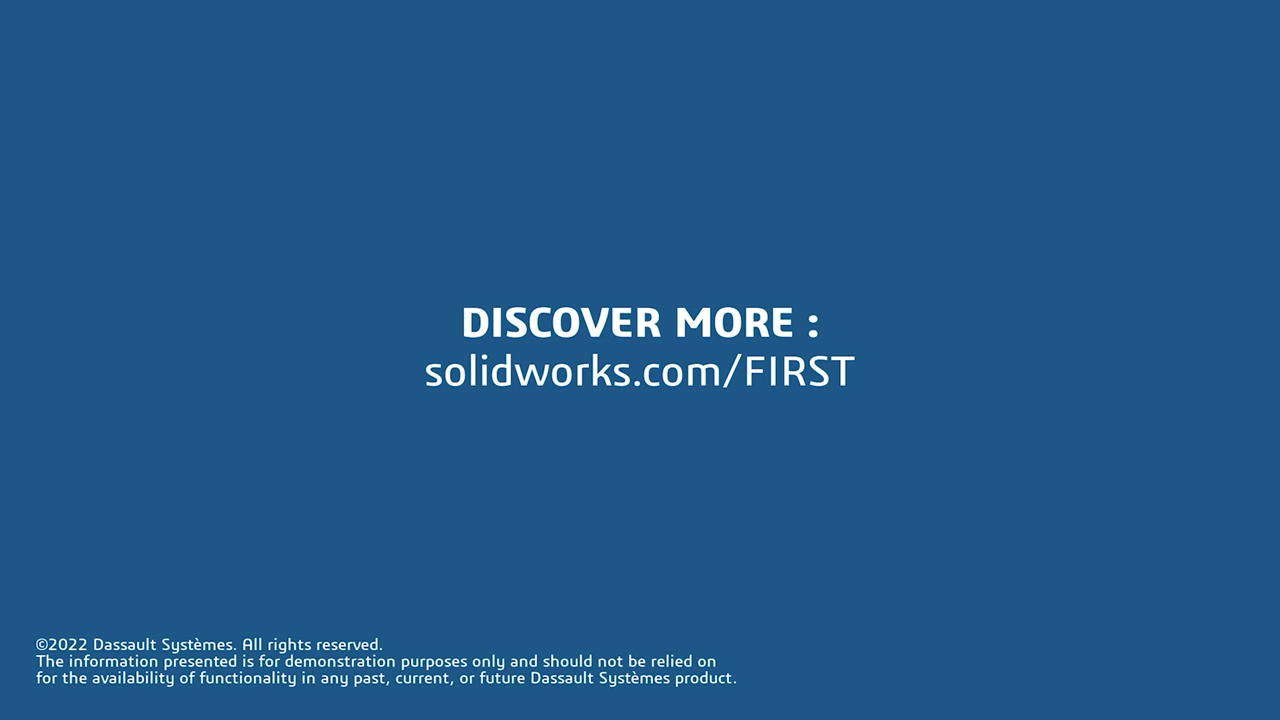 DISCOVER MORE :
solidworks.com/FIRST
©2022 Dassault Systèmes. All rights reserved.
The information presented is for demonstration purposes only and should not be relied on
for the availability of functionality in any past, current, or future Dassault Systèmes product.